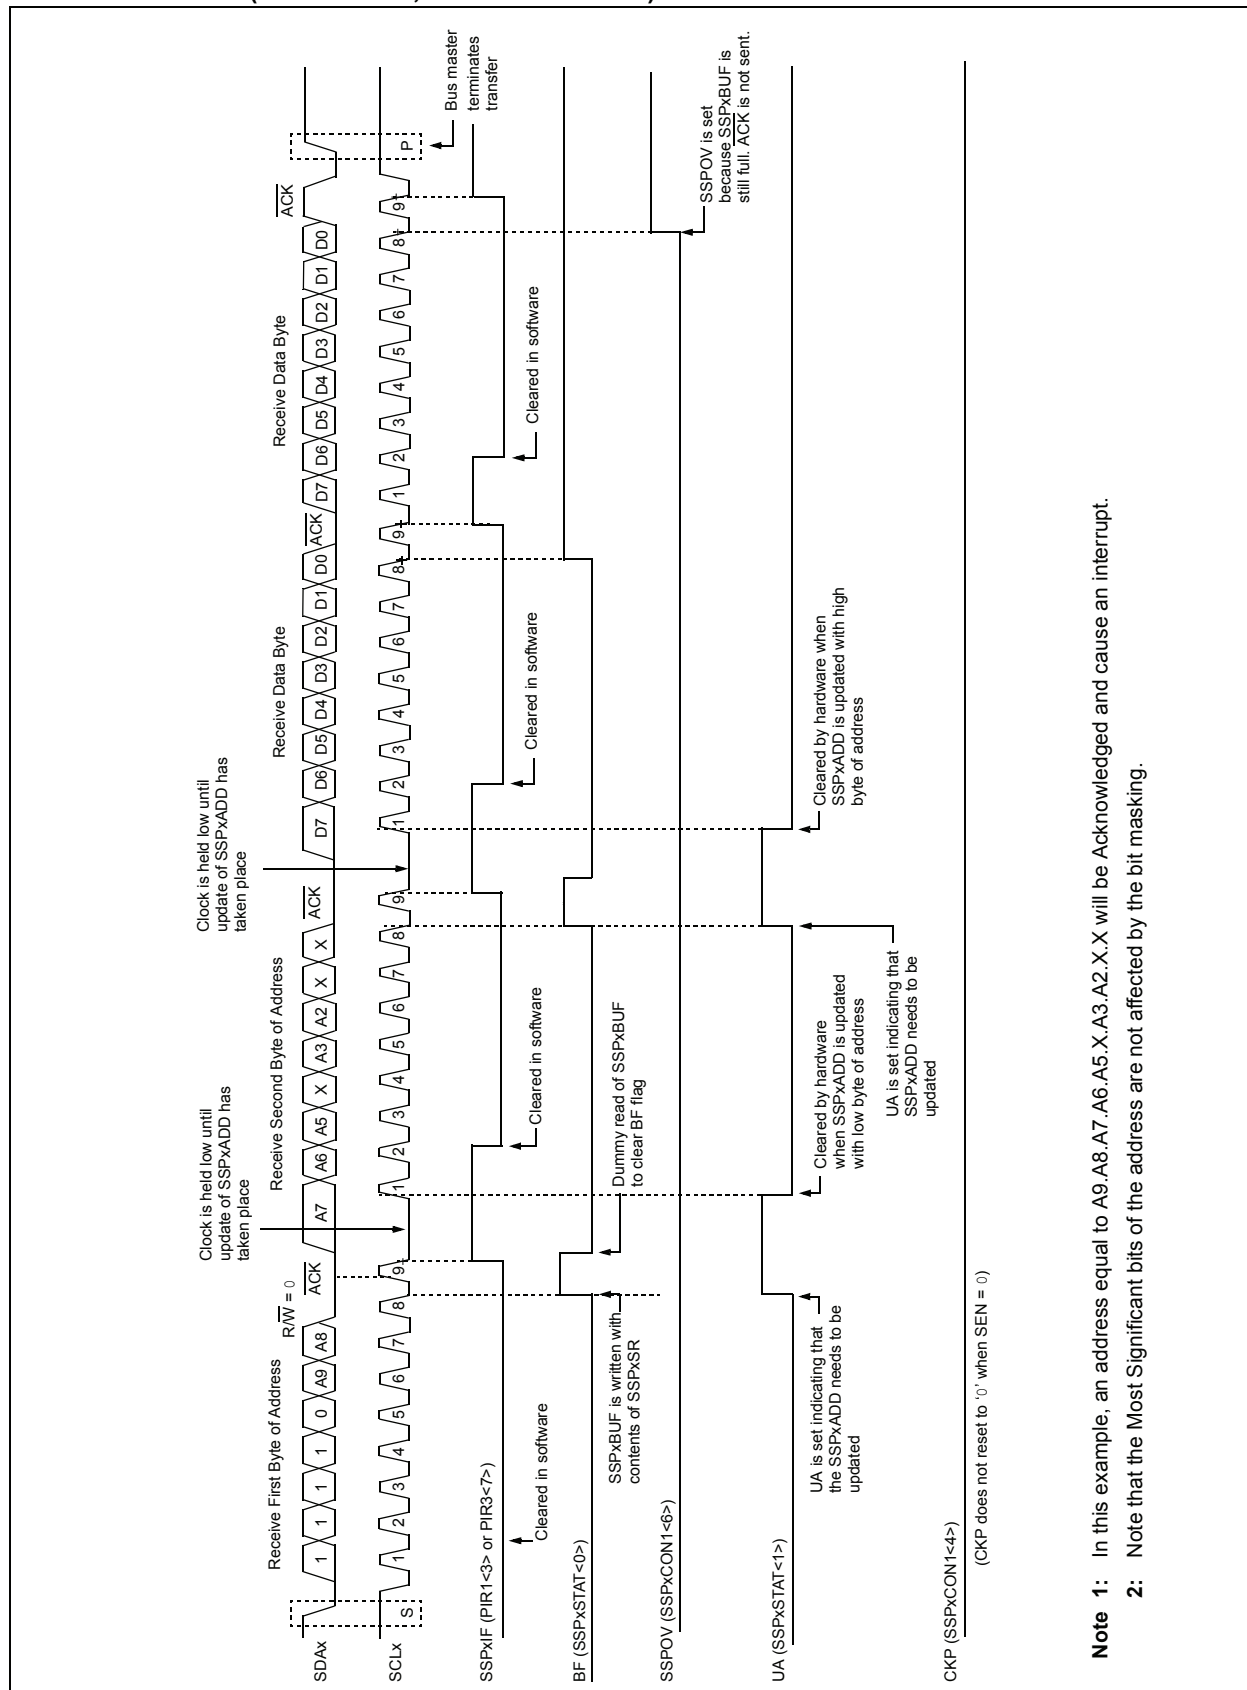 Receive First Byte of Address
R/W̅ = 0
A̅C̅K̅
Clock is held low until
update of SSPxADD has
taken place
Receive Second Byte of Address
A̅C̅K̅
Clock is held low until
update of SSPxADD has
taken place
Receive Data Byte
A̅C̅K̅
Receive Data Byte
A̅C̅K̅
SDAx
1 1 1 1 0 A9 A8
A7 A6 A5 X A3 A2 X X
D7 D6 D5 D4 D3 D2 D1 D0
D7 D6 D5 D4 D3 D2 D1 D0
SCLx
S
1 2 3 4 5 6 7 8 9
1 2 3 4 5 6 7 8 9
1 2 3 4 5 6 7 8 9
1 2 3 4 5 6 7 8 9
P
Bus master
terminates
transfer
SSPxIF (PIR1<3> or PIR3<7>)
Cleared in software
Cleared in software
Cleared in software
Cleared in software
BF (SSPxSTAT<0>)
SSPxBUF is written with
contents of SSPxSR
Dummy read of SSPxBUF
to clear BF flag
SSPOV (SSPxCON1<6>)
SSPOV is set
because SSPxBUF is
still full. A̅C̅K̅ is not sent.
UA (SSPxSTAT<1>)
UA is set indicating that
the SSPxADD needs to be
updated
Cleared by hardware
when SSPxADD is updated
with low byte of address
UA is set indicating that
SSPxADD needs to be
updated
Cleared by hardware when
SSPxADD is updated with high
byte of address
CKP (SSPxCON1<4>)
(CKP does not reset to ‘0’ when SEN = 0)
Note 1: In this example, an address equal to A9.A8.A7.A6.A5.X.A3.A2.X.X will be Acknowledged and cause an interrupt.
2: Note that the Most Significant bits of the address are not affected by the bit masking.